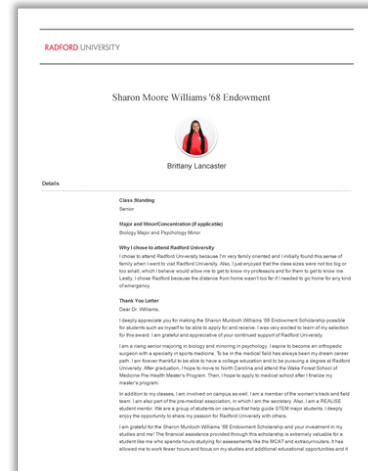 RADFORD UNIVERSITY
Sharon Moore Williams '68 Endowment
Brittany Lancaster
Details
Class Standing
Senior
Major and Minor/Concentration (if applicable)
Biology Major and Psychology Minor
Why I chose to attend Radford University
I chose to attend Radford University because I'm very family oriented and I initially found this sense of
family when I went to visit Radford University. Also, I just enjoyed that the class sizes were not too big or
too small, which I believe would allow me to get to know my professors and for them to get to know me.
Lastly, I chose Radford because the distance from home wasn't too far if I needed to go home for any kind
of emergency.
Thank You Letter
Dear Dr. Williams,
I deeply appreciate you for making the Sharon Murdoch Williams '68 Endowment Scholarship possible
for students such as myself to be able to apply for and receive. I was very excited to learn of my selection
for this award. I am grateful and appreciative of your continued support of Radford University.
I am a rising senior majoring in biology and minoring in psychology. I aspire to become an orthopedic
surgeon with a specialty in sports medicine. To be in the medical field has always been my dream career
path. I am forever thankful to be able to have a college education and to be pursuing a degree at Radford
University. After graduation, I hope to move to North Carolina and attend the Wake Forest School of
Medicine Pre-Health Master's Program. Then, I hope to apply to medical school after I finalize my
master's program.
In addition to my classes, I am involved on campus as well. I am a member of the women's track and field
team. I am also part of the pre-medical association, in which I am the secretary. Also, I am a REALISE
student mentor. We are a group of students on campus that help guide STEM major students. I deeply
enjoy the opportunity to share my passion for Radford University with others.
I am grateful for the Sharon Murdoch Williams '68 Endowment Scholarship and your investment in my
studies and me! The financial assistance provided through this scholarship is extremely valuable for a
student like me who spends hours studying for assessments like the MCAT and extracurriculars. It has
allowed me to work fewer hours and focus on my studies and additional educational opportunities and it